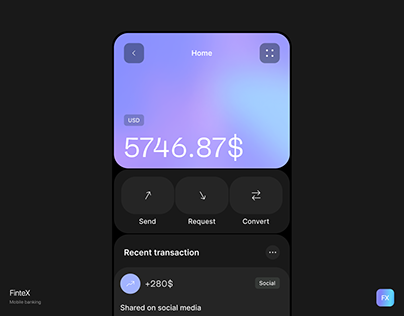 Home
USD
5746.87$
Send
Request
Convert
Recent transaction
+280$
Social
Shared on social media
FinteX
Mobile banking
FX